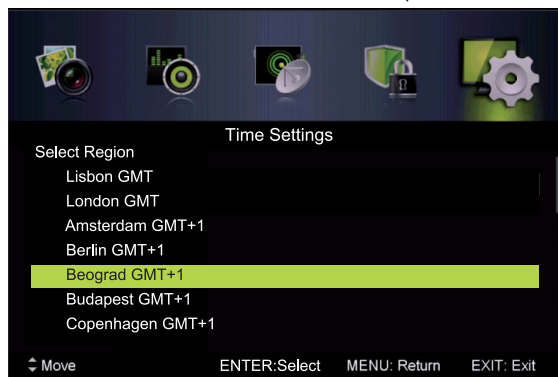 Time Settings
Select Region
Lisbon GMT
London GMT
Amsterdam GMT+1
Berlin GMT+1
Beograd GMT+1
Budapest GMT+1
Copenhagen GMT+1
Move ENTER:Select MENU: Return EXIT: Exit